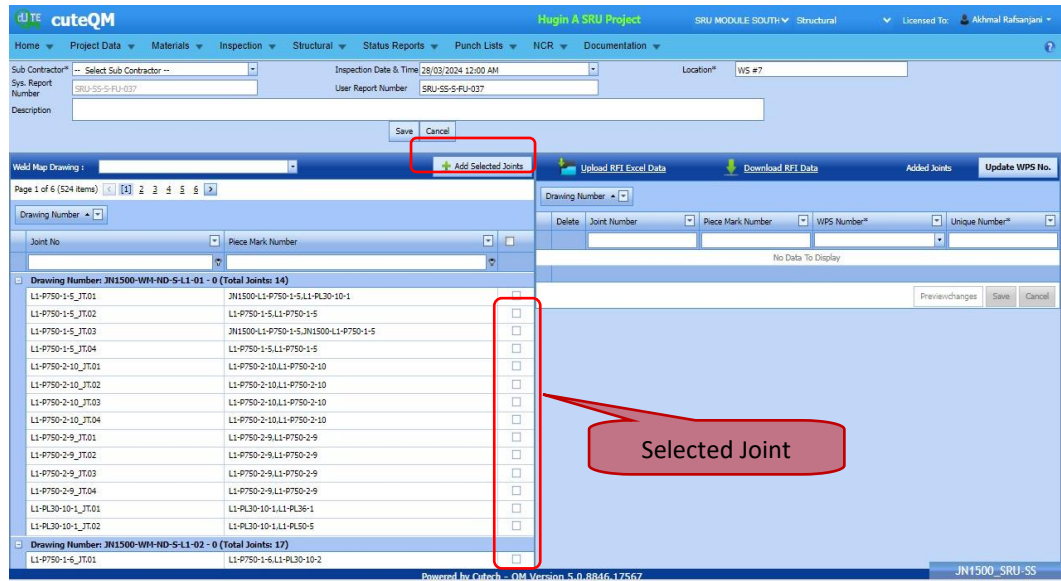 cUTE cuteQM Hugin A SRU Project SRU MODULE SOUTH Structural Licensed To: Akhmal Rafsanjani
Home Project Data Materials Inspection Structural Status Reports Punch Lists NCR Documentation
Sub Contractor* -- Select Sub Contractor -- Inspection Date & Time 28/03/2024 12:00 AM Location* WS #7
Sys. Report Number SRU-SS-S-FU-037 User Report Number SRU-SS-S-FU-037
Description
Save Cancel
Weld Map Drawing : Add Selected Joints Upload RFI Excel Data Download RFI Data Added Joints Update WPS No.
Page 1 of 6 (524 items) [1] 2 3 4 5 6
Drawing Number
Drawing Number
Delete Joint Number Piece Mark Number WPS Number* Unique Number*
Joint No Piece Mark Number
No Data To Display
Previewchanges Save Cancel
Drawing Number: JN1500-WM-ND-S-L1-01 - 0 (Total Joints: 14)
L1-P750-1-5_JT.01 JN1500-L1-P750-1-5,L1-PL30-10-1
L1-P750-1-5_JT.02 L1-P750-1-5,L1-P750-1-5
L1-P750-1-5_JT.03 JN1500-L1-P750-1-5,JN1500-L1-P750-1-5
L1-P750-1-5_JT.04 L1-P750-1-5,L1-P750-1-5
L1-P750-2-10_JT.01 L1-P750-2-10,L1-P750-2-10
L1-P750-2-10_JT.02 L1-P750-2-10,L1-P750-2-10
L1-P750-2-10_JT.03 L1-P750-2-10,L1-P750-2-10
L1-P750-2-10_JT.04 L1-P750-2-10,L1-P750-2-10
L1-P750-2-9_JT.01 L1-P750-2-9,L1-P750-2-9
L1-P750-2-9_JT.02 L1-P750-2-9,L1-P750-2-9
L1-P750-2-9_JT.03 L1-P750-2-9,L1-P750-2-9
L1-P750-2-9_JT.04 L1-P750-2-9,L1-P750-2-9
L1-PL30-10-1_JT.01 L1-PL30-10-1,L1-PL36-1
L1-PL30-10-1_JT.02 L1-PL30-10-1,L1-PL50-5
Selected Joint
Drawing Number: JN1500-WM-ND-S-L1-02 - 0 (Total Joints: 17)
L1-P750-1-6_JT.01 L1-P750-1-6,L1-PL30-10-2
Powered by Cutech - QM Version 5.0.8846.17567
JN1500_SRU-SS